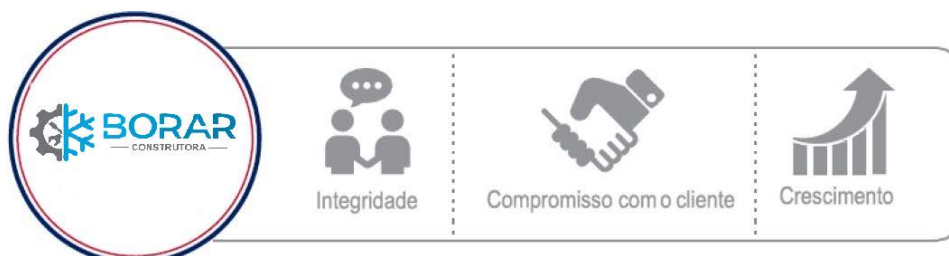 BORAR
CONSTRUTORA
Integridade
Compromisso com o cliente
Crescimento